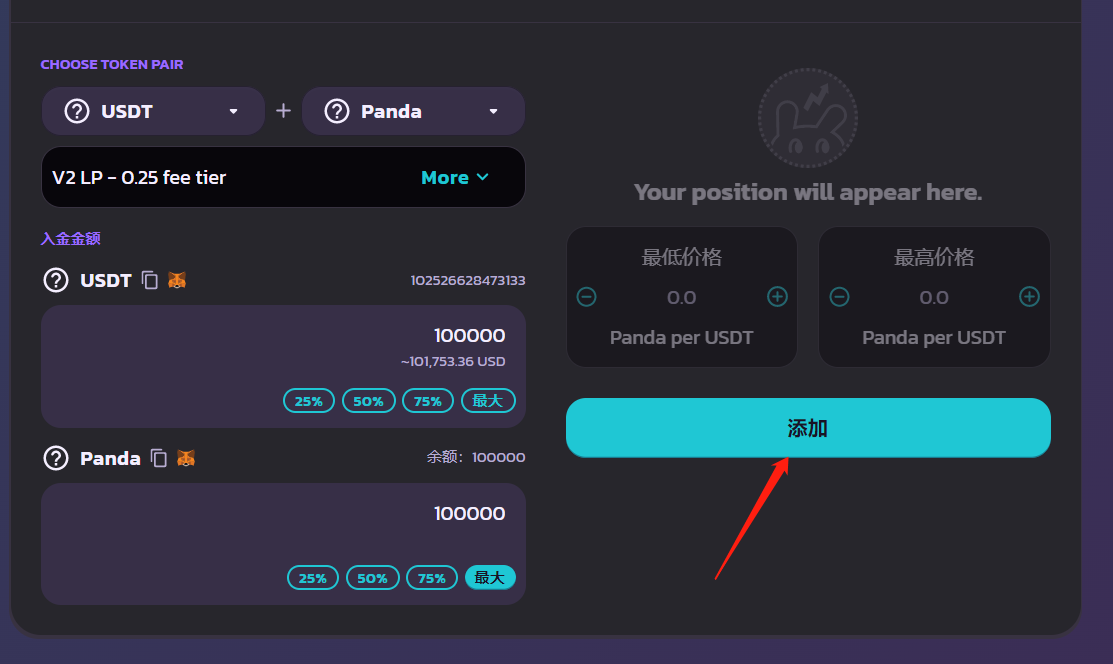 CHOOSE TOKEN PAIR
USDT + Panda
V2 LP - 0.25 fee tier More
入金金额
USDT 102526628473133
100000
~101,753.36 USD
25% 50% 75% 最大
Panda 余额: 100000
100000
25% 50% 75% 最大
Your position will appear here.
最低价格
0.0
Panda per USDT
最高价格
0.0
Panda per USDT
添加